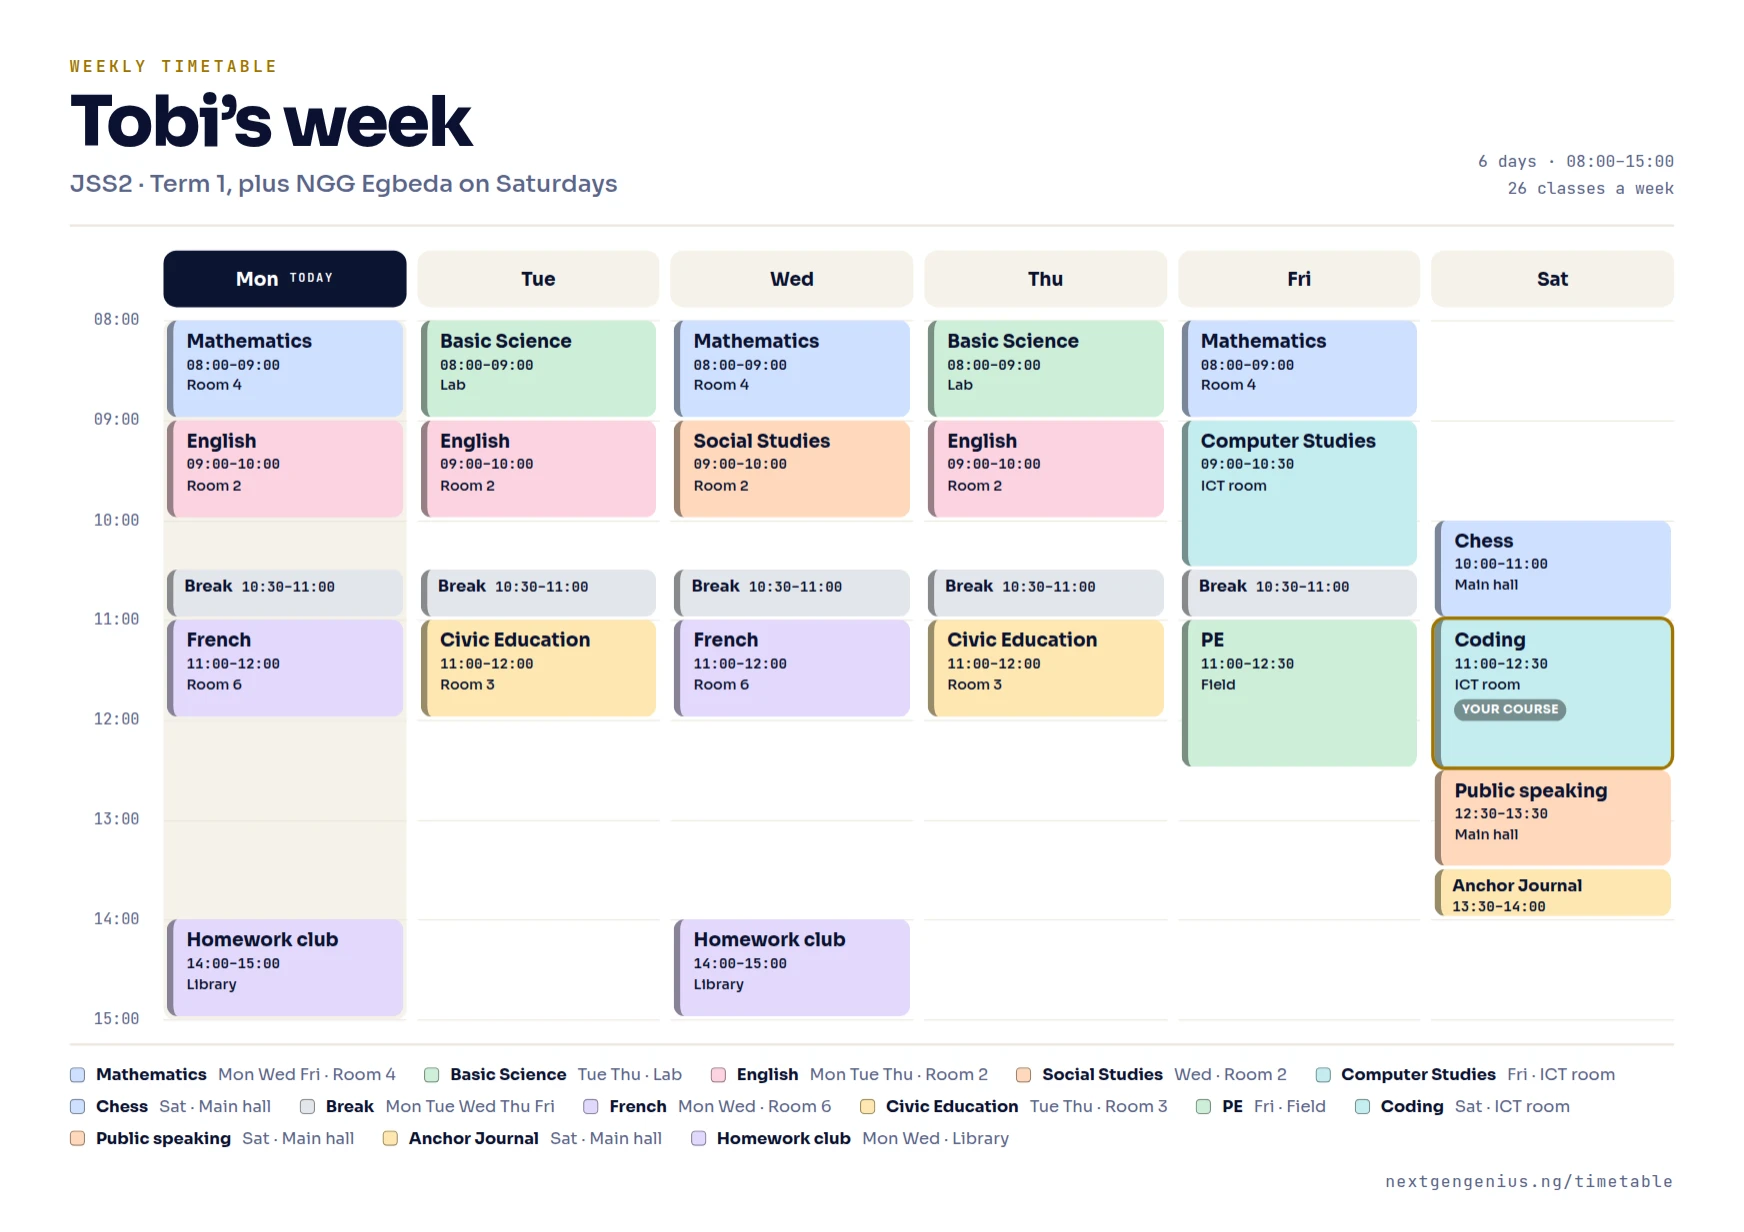 WEEKLY TIMETABLE
Tobi's week
JSS2 · Term 1, plus NGG Egbeda on Saturdays
6 days · 08:00–15:00
26 classes a week
Mon TODAY
Tue
Wed
Thu
Fri
Sat
08:00
Mathematics
08:00–09:00
Room 4
Basic Science
08:00–09:00
Lab
Mathematics
08:00–09:00
Room 4
Basic Science
08:00–09:00
Lab
Mathematics
08:00–09:00
Room 4
09:00
English
09:00–10:00
Room 2
English
09:00–10:00
Room 2
Social Studies
09:00–10:00
Room 2
English
09:00–10:00
Room 2
Computer Studies
09:00–10:30
ICT room
10:00
Chess
10:00–11:00
Main hall
Break 10:30–11:00
Break 10:30–11:00
Break 10:30–11:00
Break 10:30–11:00
Break 10:30–11:00
11:00
French
11:00–12:00
Room 6
Civic Education
11:00–12:00
Room 3
French
11:00–12:00
Room 6
Civic Education
11:00–12:00
Room 3
PE
11:00–12:30
Field
Coding
11:00–12:30
ICT room
YOUR COURSE
12:00
Public speaking
12:30–13:30
Main hall
13:00
Anchor Journal
13:30–14:00
14:00
Homework club
14:00–15:00
Library
Homework club
14:00–15:00
Library
15:00
Mathematics Mon Wed Fri · Room 4 Basic Science Tue Thu · Lab English Mon Tue Thu · Room 2 Social Studies Wed · Room 2 Computer Studies Fri · ICT room
Chess Sat · Main hall Break Mon Tue Wed Thu Fri French Mon Wed · Room 6 Civic Education Tue Thu · Room 3 PE Fri · Field Coding Sat · ICT room
Public speaking Sat · Main hall Anchor Journal Sat · Main hall Homework club Mon Wed · Library
nextgengenius.ng/timetable